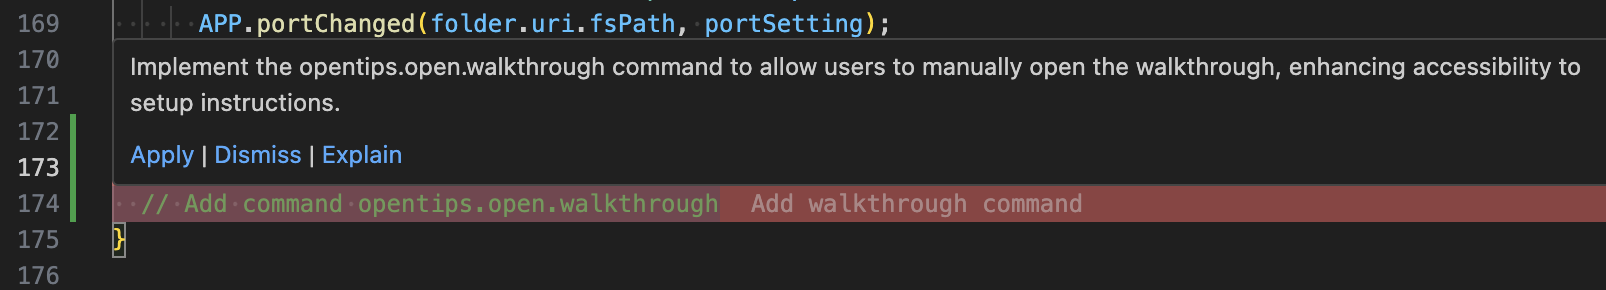 169 APP.portChanged(folder.uri.fsPath, portSetting);
170 Implement the opentips.open.walkthrough command to allow users to manually open the walkthrough, enhancing accessibility to
171 setup instructions.
172
173 Apply | Dismiss | Explain
174 // Add command opentips.open.walkthrough Add walkthrough command
175 }
176